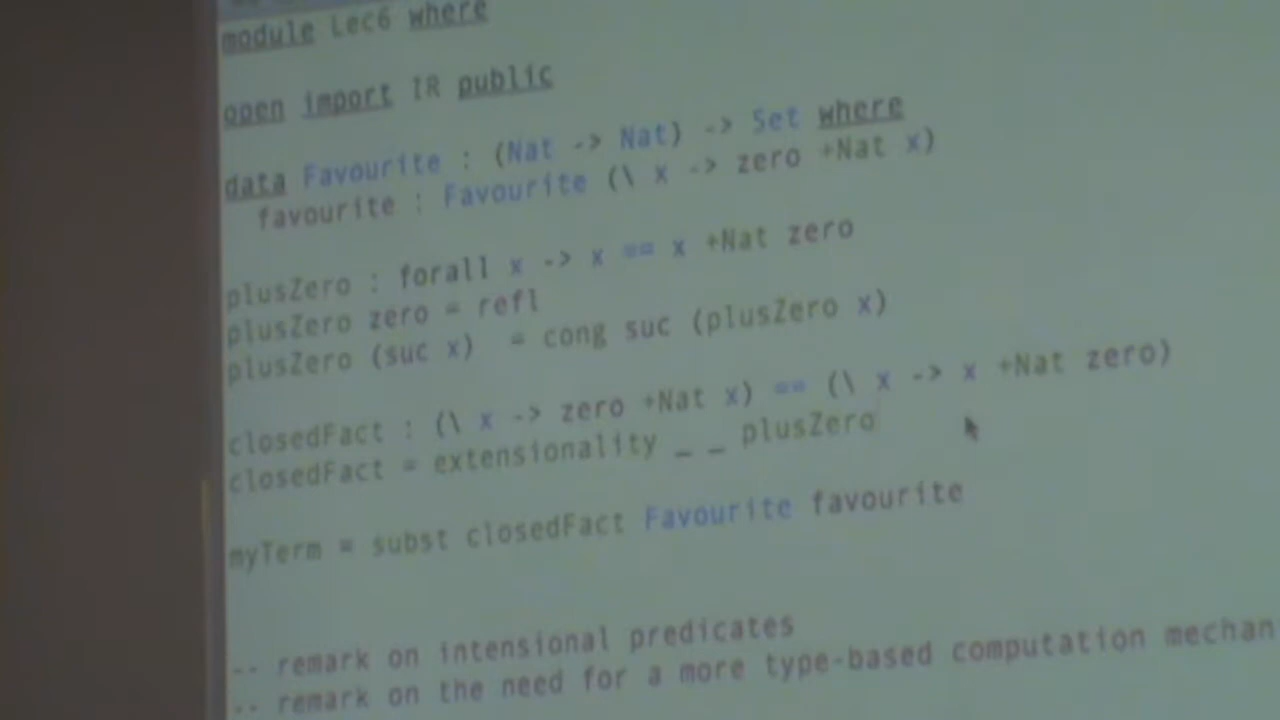 module Lec6 where
open import IR public
data Favourite : (Nat -> Nat) -> Set where
favourite : Favourite (\ x -> zero +Nat x)
plusZero : forall x -> x == x +Nat zero
plusZero zero = refl
plusZero (suc x) = cong suc (plusZero x)
closedFact : (\ x -> zero +Nat x) == (\ x -> x +Nat zero)
closedFact = extensionality _ _ plusZero
myTerm = subst closedFact Favourite favourite
-- remark on intensional predicates
-- remark on the need for a more type-based computation mechan